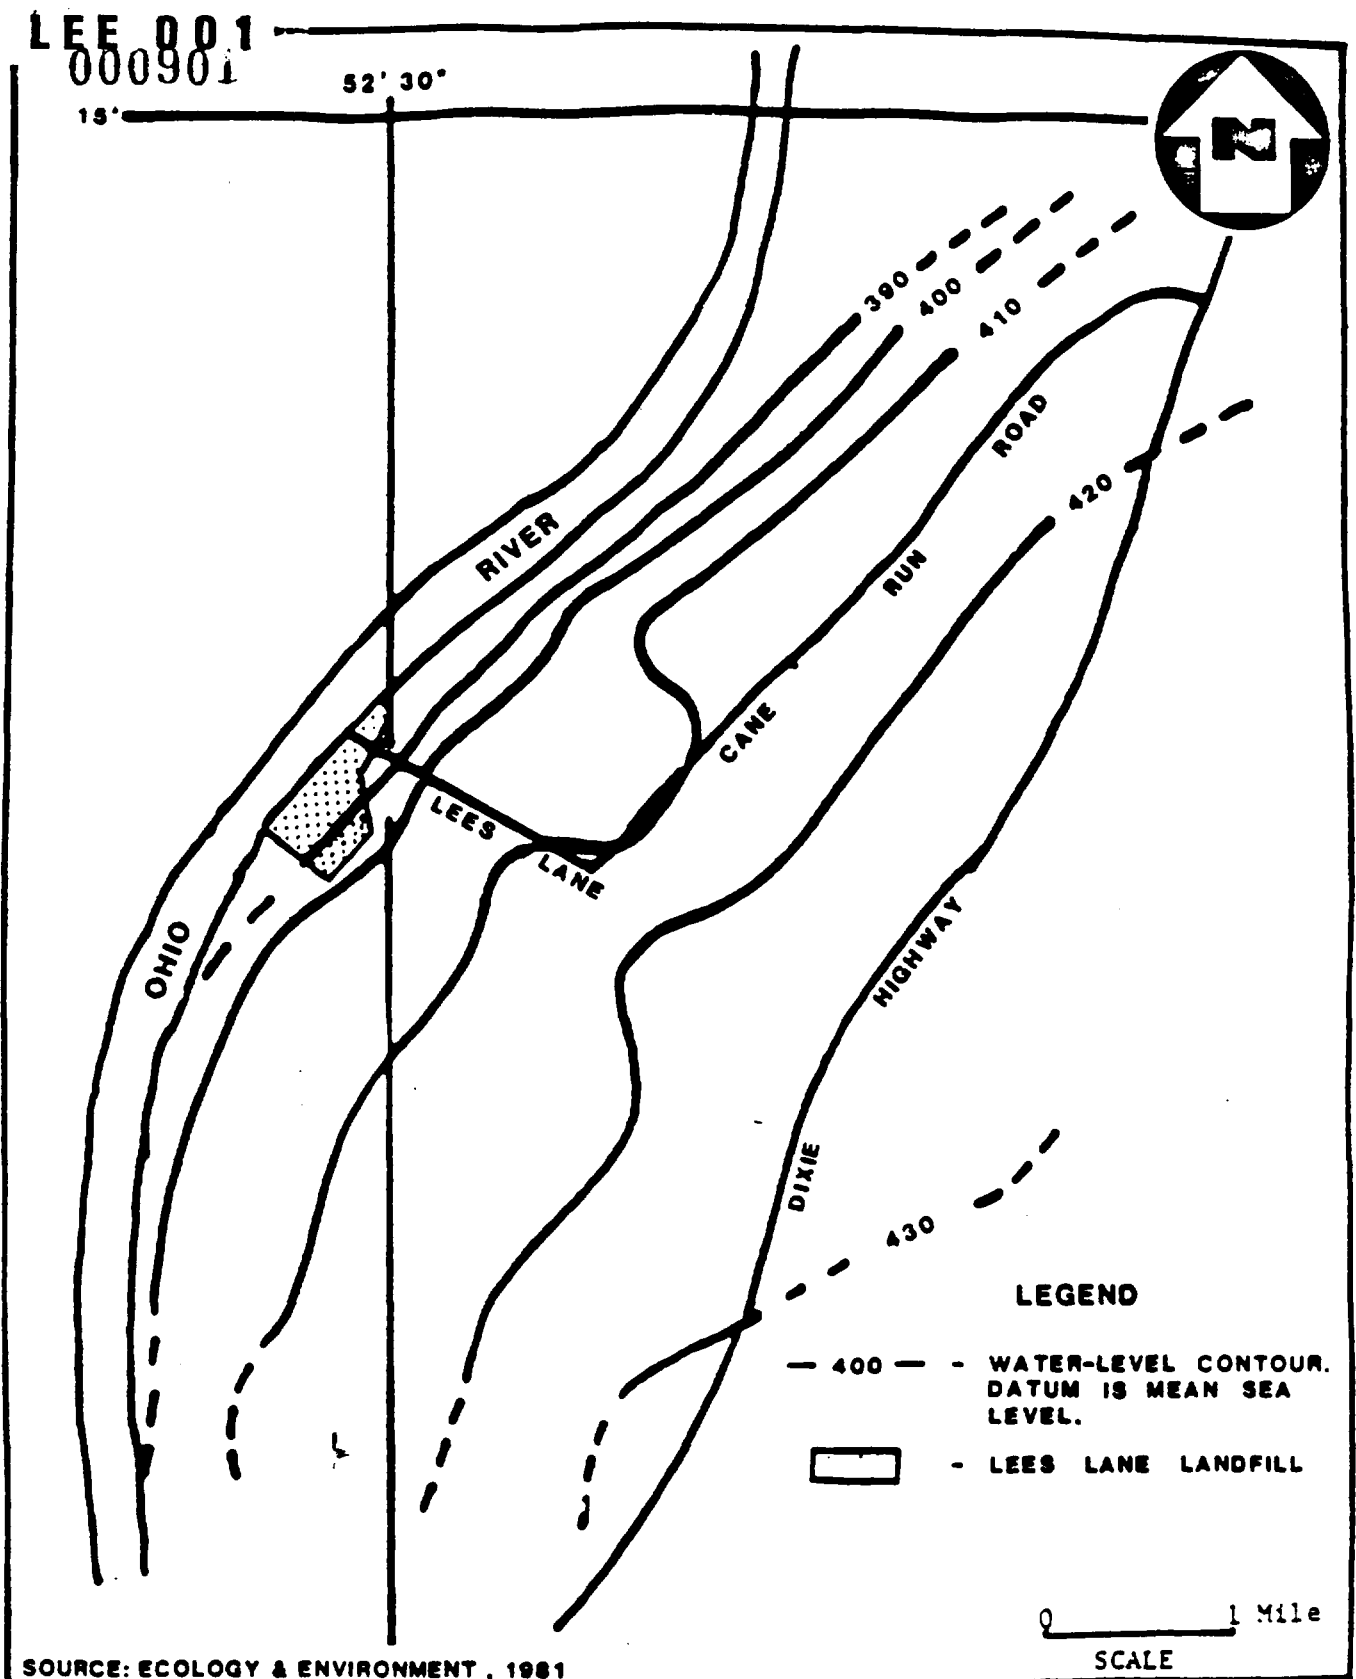 LEE 001
000901
52' 30"
15'
N
390
400
410
ROAD
420
RIVER
RUN
CANE
LEES
LANE
OHIO
HIGHWAY
DIXIE
430
LEGEND
— 400 — - WATER-LEVEL CONTOUR.
DATUM IS MEAN SEA
LEVEL.
- LEES LANE LANDFILL
0 1 Mile
SCALE
SOURCE: ECOLOGY & ENVIRONMENT, 1981